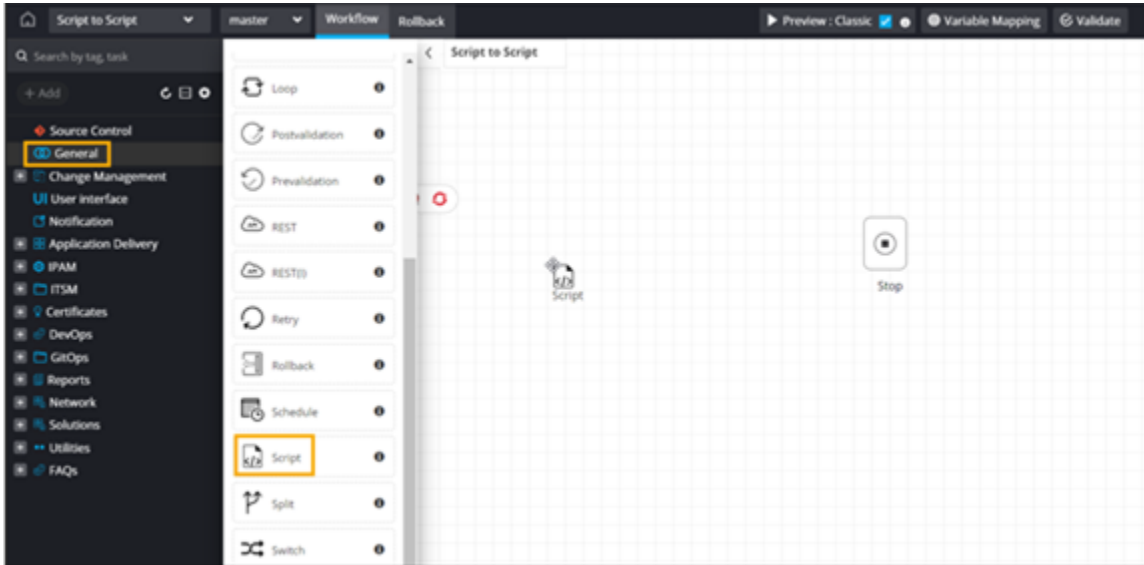 Script to Script
master
Workflow
Rollback
Preview : Classic
Variable Mapping
Validate
Search by tag, task
+ Add
Source Control
General
Change Management
UI User interface
Notification
Application Delivery
IPAM
ITSM
Certificates
DevOps
GitOps
Reports
Network
Solutions
Utilities
FAQs
Loop
Postvalidation
Prevalidation
REST
REST(I)
Retry
Rollback
Schedule
Script
Split
Switch
Script to Script
Script
Stop